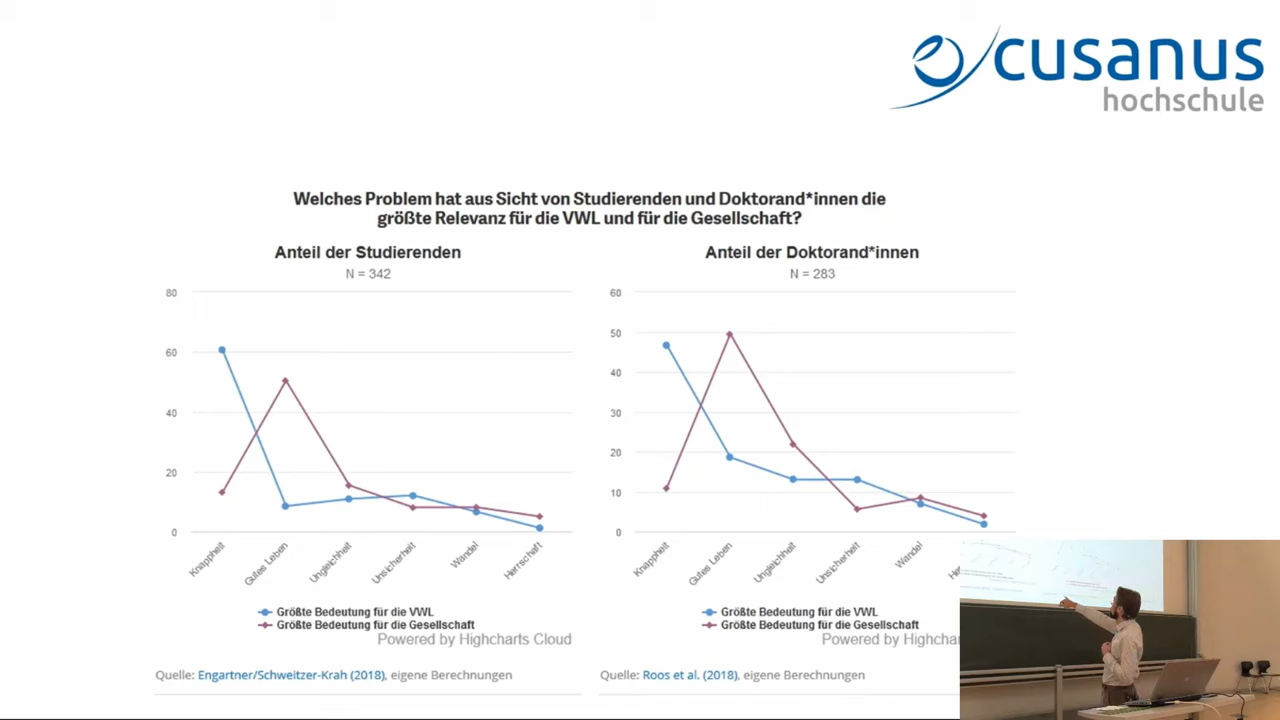 cusanus
hochschule
Welches Problem hat aus Sicht von Studierenden und Doktorand*innen die
größte Relevanz für die VWL und für die Gesellschaft?
Anteil der Studierenden
N = 342
80
60
40
20
0
Knappheit
Gutes Leben
Ungleichheit
Unsicherheit
Wandel
Herrschaft
Größte Bedeutung für die VWL
Größte Bedeutung für die Gesellschaft
Powered by Highcharts Cloud
Quelle: Engartner/Schweitzer-Krah (2018), eigene Berechnungen
Anteil der Doktorand*innen
N = 283
60
50
40
30
20
10
0
Knappheit
Gutes Leben
Ungleichheit
Unsicherheit
Wandel
Größte Bedeutung für die VWL
Größte Bedeutung für die Gesellschaft
Powered by Highchar
Quelle: Roos et al. (2018), eigene Berechnungen